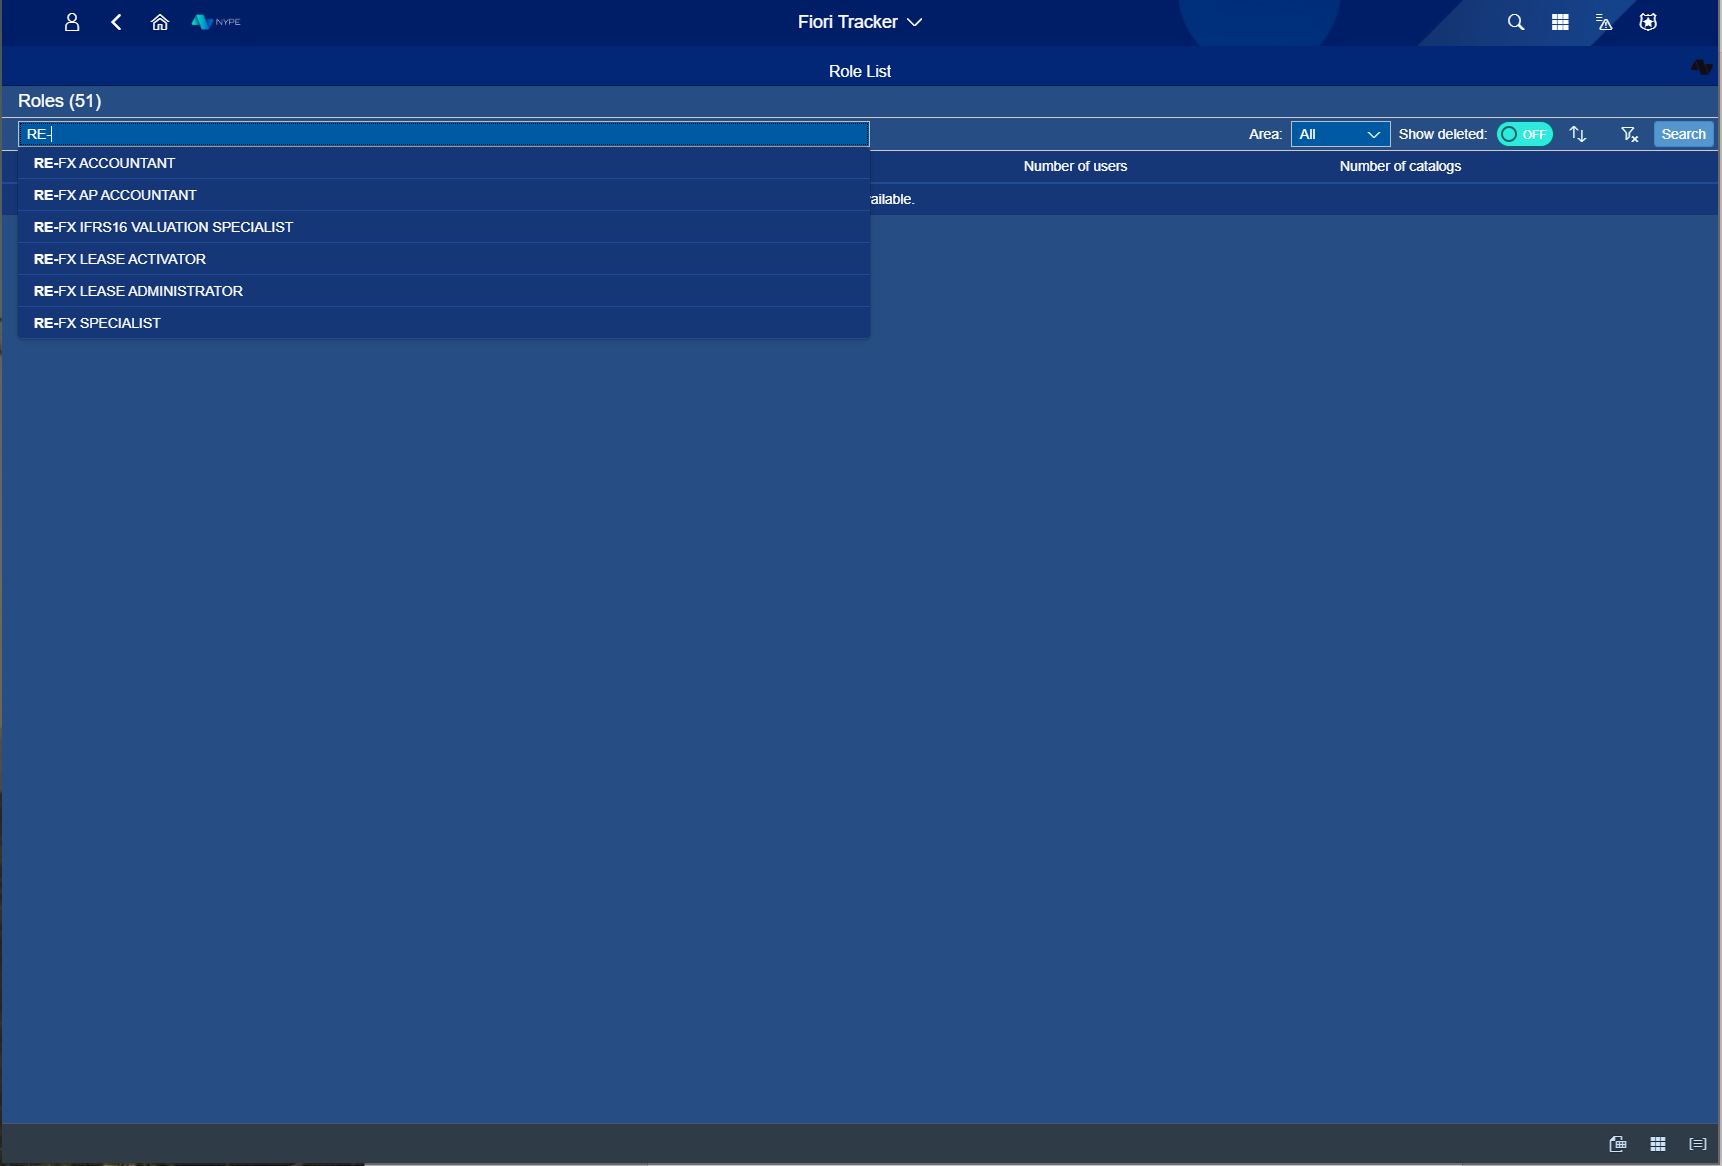 NYPE
Fiori Tracker
Role List
Roles (51)
RE-
Area: All Show deleted: OFF Search
RE-FX ACCOUNTANT
Number of users Number of catalogs
RE-FX AP ACCOUNTANT
ailable.
RE-FX IFRS16 VALUATION SPECIALIST
RE-FX LEASE ACTIVATOR
RE-FX LEASE ADMINISTRATOR
RE-FX SPECIALIST